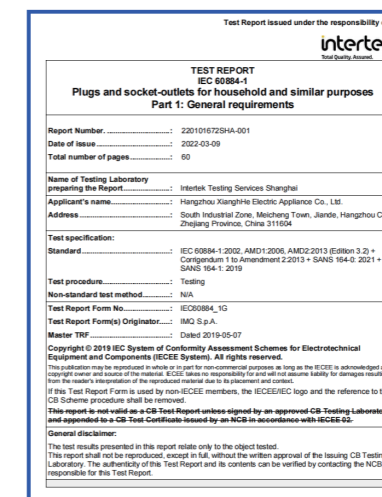 Test Report issued under the responsibility
interte
Total Quality. Assured.
TEST REPORT
IEC 60884-1
Plugs and socket-outlets for household and similar purposes
Part 1: General requirements
Report Number. ..............................: 220101672SHA-001
Date of issue ..............................: 2022-03-09
Total number of pages ..............................: 60
Name of Testing Laboratory
preparing the Report ......................: Intertek Testing Services Shanghai
Applicant's name ..............................: Hangzhou XiangHe Electric Appliance Co., Ltd.
Address ..............................: South Industrial Zone, Meicheng Town, Jiande, Hangzhou C
Zhejiang Province, China 311604
Test specification:
Standard ..............................: IEC 60884-1:2002, AMD1:2006, AMD2:2013 (Edition 3.2) +
Corrigendum 1 to Amendment 2:2013 + SANS 164-0: 2021 +
SANS 164-1: 2019
Test procedure ..............................: Testing
Non-standard test method .............: N/A
Test Report Form No. .....................: IEC60884_1G
Test Report Form(s) Originator .....: IMQ S.p.A.
Master TRF ..............................: Dated 2019-05-07
Copyright © 2019 IEC System of Conformity Assessment Schemes for Electrotechnical
Equipment and Components (IECEE System). All rights reserved.
This publication may be reproduced in whole or in part for non-commercial purposes as long as the IECEE is acknowledged a
copyright owner and source of the material. IECEE takes no responsibility for and will not assume liability for damages result
from the reader's interpretation of the reproduced material due to its placement and context.
If this Test Report Form is used by non-IECEE members, the IECEE/IEC logo and the reference to t
CB Scheme procedure shall be removed.
This report is not valid as a CB Test Report unless signed by an approved CB Testing Laborato
and appended to a CB Test Certificate issued by an NCB in accordance with IECEE 02.
General disclaimer:
The test results presented in this report relate only to the object tested.
This report shall not be reproduced, except in full, without the written approval of the Issuing CB Testin
Laboratory. The authenticity of this Test Report and its contents can be verified by contacting the NCB
responsible for this Test Report.